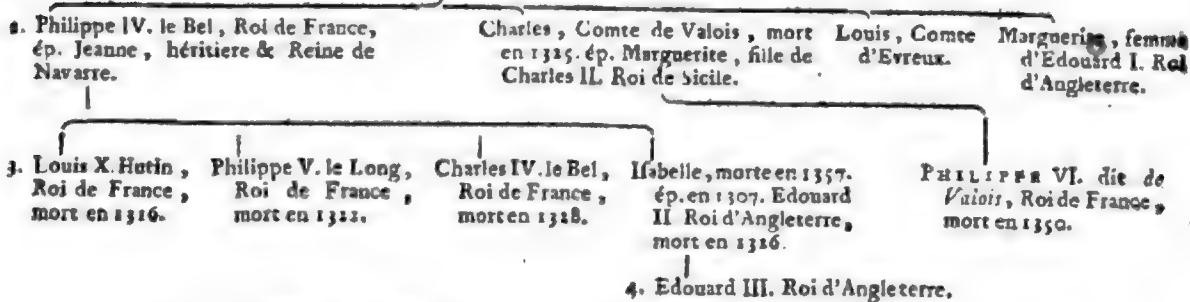 2. Philippe IV. le Bel, Roi de France,
ép. Jeanne, héritiere & Reine de
Navarre.
Charles, Comte de Valois, mort
en 1325. ép. Marguerite, fille de
Charles II. Roi de Sicile.
Louis, Comte
d'Evreux.
Marguerite, femme
d'Edouard I. Roi
d'Angleterre.
3. Louis X. Hutin,
Roi de France,
mort en 1316.
Philippe V. le Long,
Roi de France,
mort en 1322.
Charles IV. le Bel,
Roi de France,
mort en 1328.
Isabelle, morte en 1357.
ép. en 1307. Edouard
II Roi d'Angleterre,
mort en 1326.
PHILIPPE VI. dit de
Valois, Roi de France,
mort en 1350.
4. Edouard III. Roi d'Angleterre.